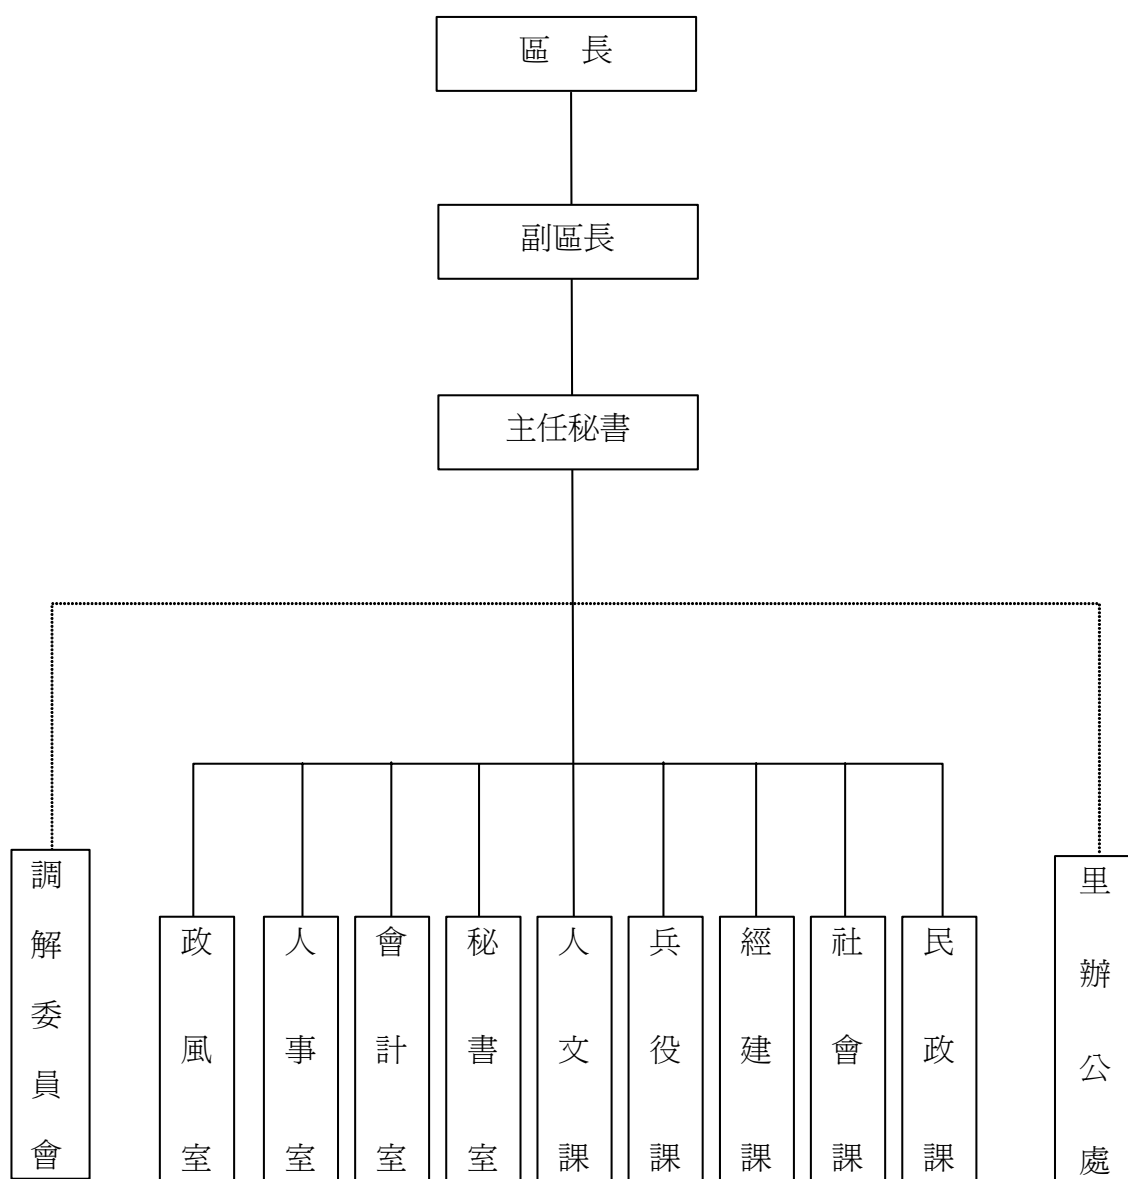 區　長
副區長
主任秘書
調解委員會
政風室
人事室
會計室
秘書室
人文課
兵役課
經建課
社會課
民政課
里辦公處